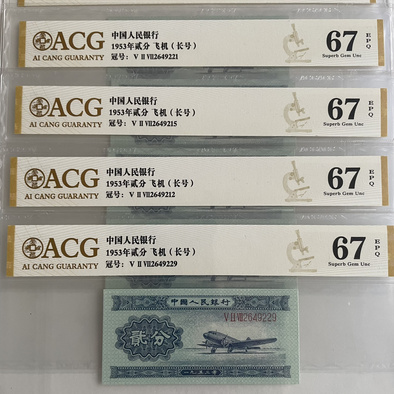 ACG
AI CANG GUARANTY
中国人民银行
1953年贰分 飞机（长号）
冠号：V II VII2649221
67
EPQ
Superb Gem Unc
ACG
AI CANG GUARANTY
中国人民银行
1953年贰分 飞机（长号）
冠号：V II VII2649215
67
EPQ
Superb Gem Unc
ACG
AI CANG GUARANTY
中国人民银行
1953年贰分 飞机（长号）
冠号：V II VII2649212
67
EPQ
Superb Gem Unc
ACG
AI CANG GUARANTY
中国人民银行
1953年贰分 飞机（长号）
冠号：V II VII2649229
67
EPQ
Superb Gem Unc
中国人民银行
V II VII2649229
贰分
一九五三年